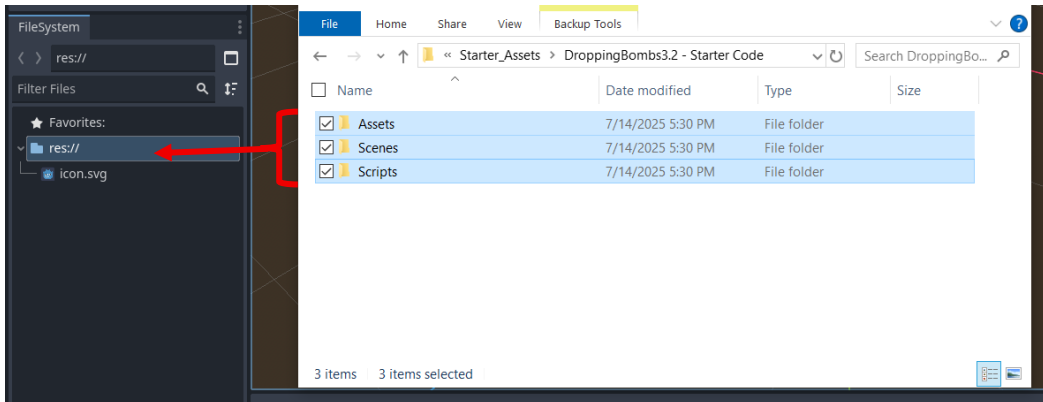 FileSystem
res://
Filter Files
Favorites:
res://
icon.svg
File Home Share View Backup Tools
« Starter_Assets > DroppingBombs3.2 - Starter Code
Search DroppingBo...
Name Date modified Type Size
Assets 7/14/2025 5:30 PM File folder
Scenes 7/14/2025 5:30 PM File folder
Scripts 7/14/2025 5:30 PM File folder
3 items 3 items selected